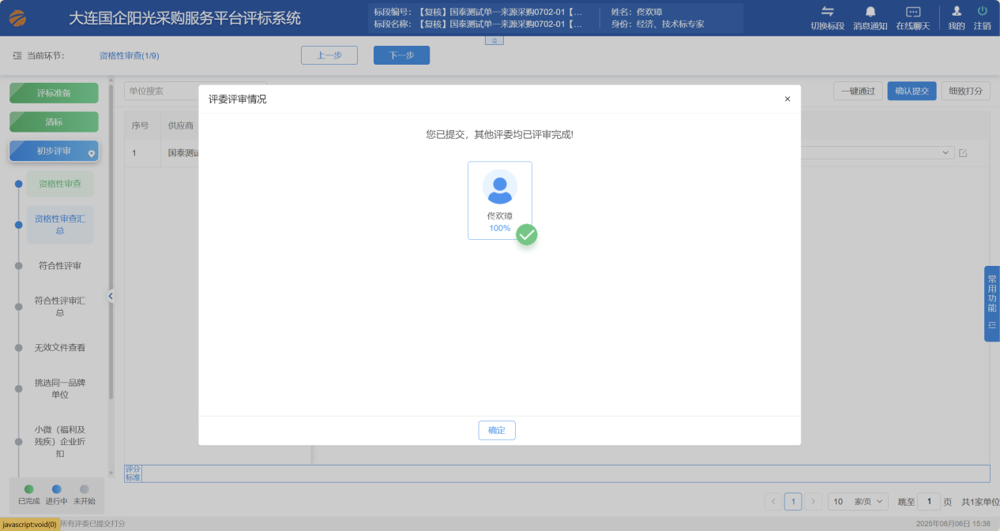 大连国企阳光采购服务平台评标系统
标段编号：【复核】国泰测试单一来源采购0702-01【...
标段名称：【复核】国泰测试单一来源采购0702-01【...
姓名：佟欢璋
身份：经济、技术标专家
切换标段
消息通知
在线聊天
我的
注销
当前环节：
资格性审查(1/9)
上一步
下一步
评标准备
清标
初步评审
资格性审查
资格性审查汇
总
符合性评审
符合性评审汇
总
无效文件查看
挑选同一品牌
单位
小微（福利及
残疾）企业折
扣
已完成
进行中
未开始
单位搜索
一键通过
确认提交
细致打分
序号
供应商
1
国泰测试
评委评审情况
×
您已提交，其他评委均已评审完成!
佟欢璋
100%
确定
常用功能
评分
标准
1
10 家/页
跳至 1 页
共1家单位
javascript:void(0)
所有评委已提交打分
2025年08月06日 15:38